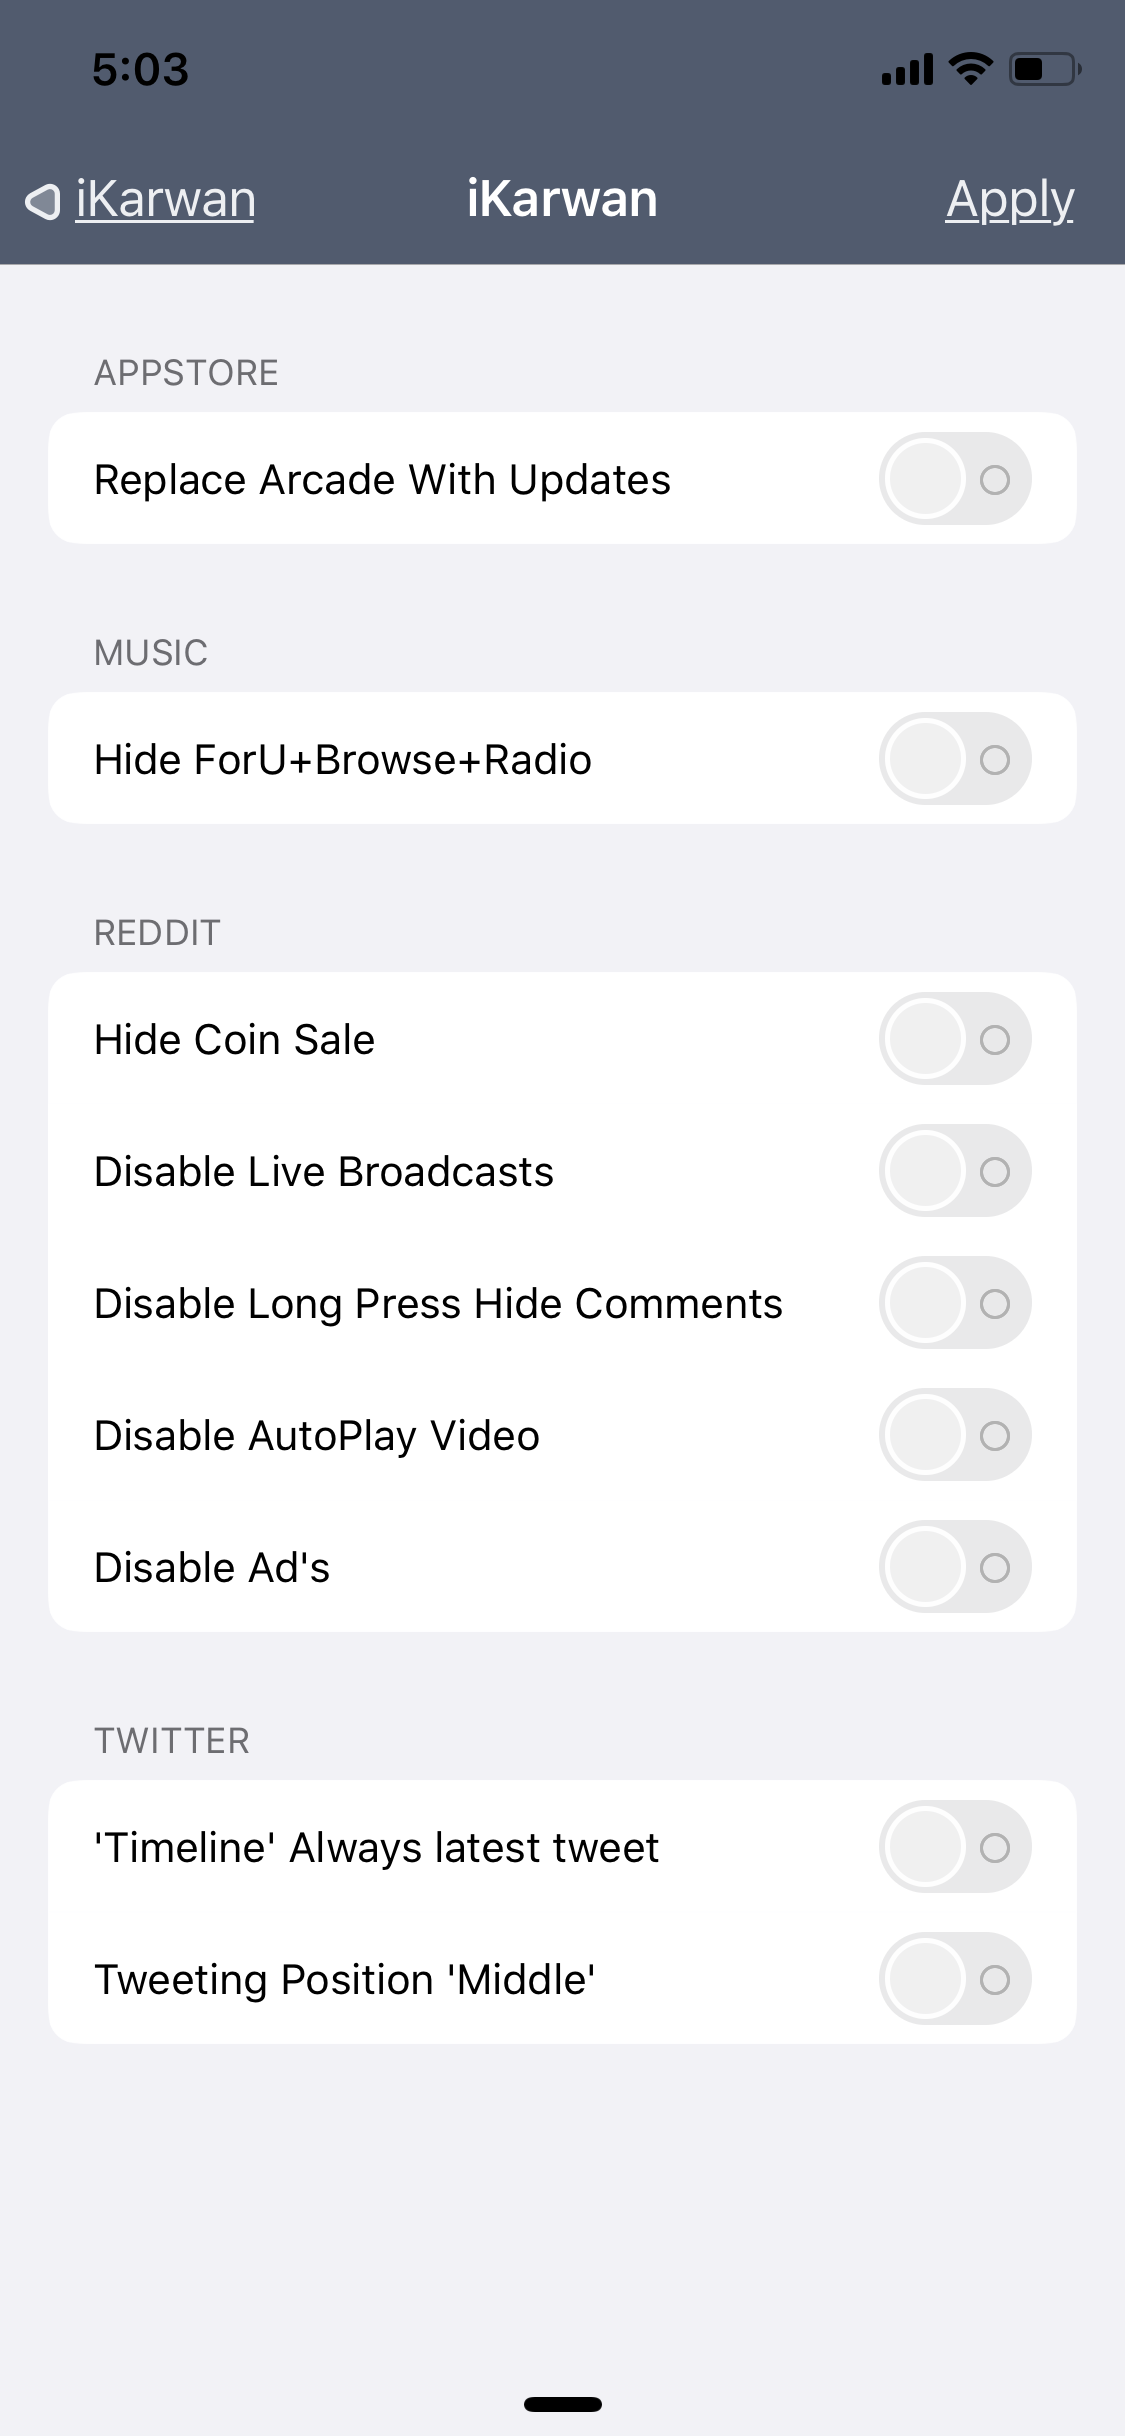 5:03
iKarwan
iKarwan
Apply
APPSTORE
Replace Arcade With Updates
MUSIC
Hide ForU+Browse+Radio
REDDIT
Hide Coin Sale
Disable Live Broadcasts
Disable Long Press Hide Comments
Disable AutoPlay Video
Disable Ad's
TWITTER
'Timeline' Always latest tweet
Tweeting Position 'Middle'